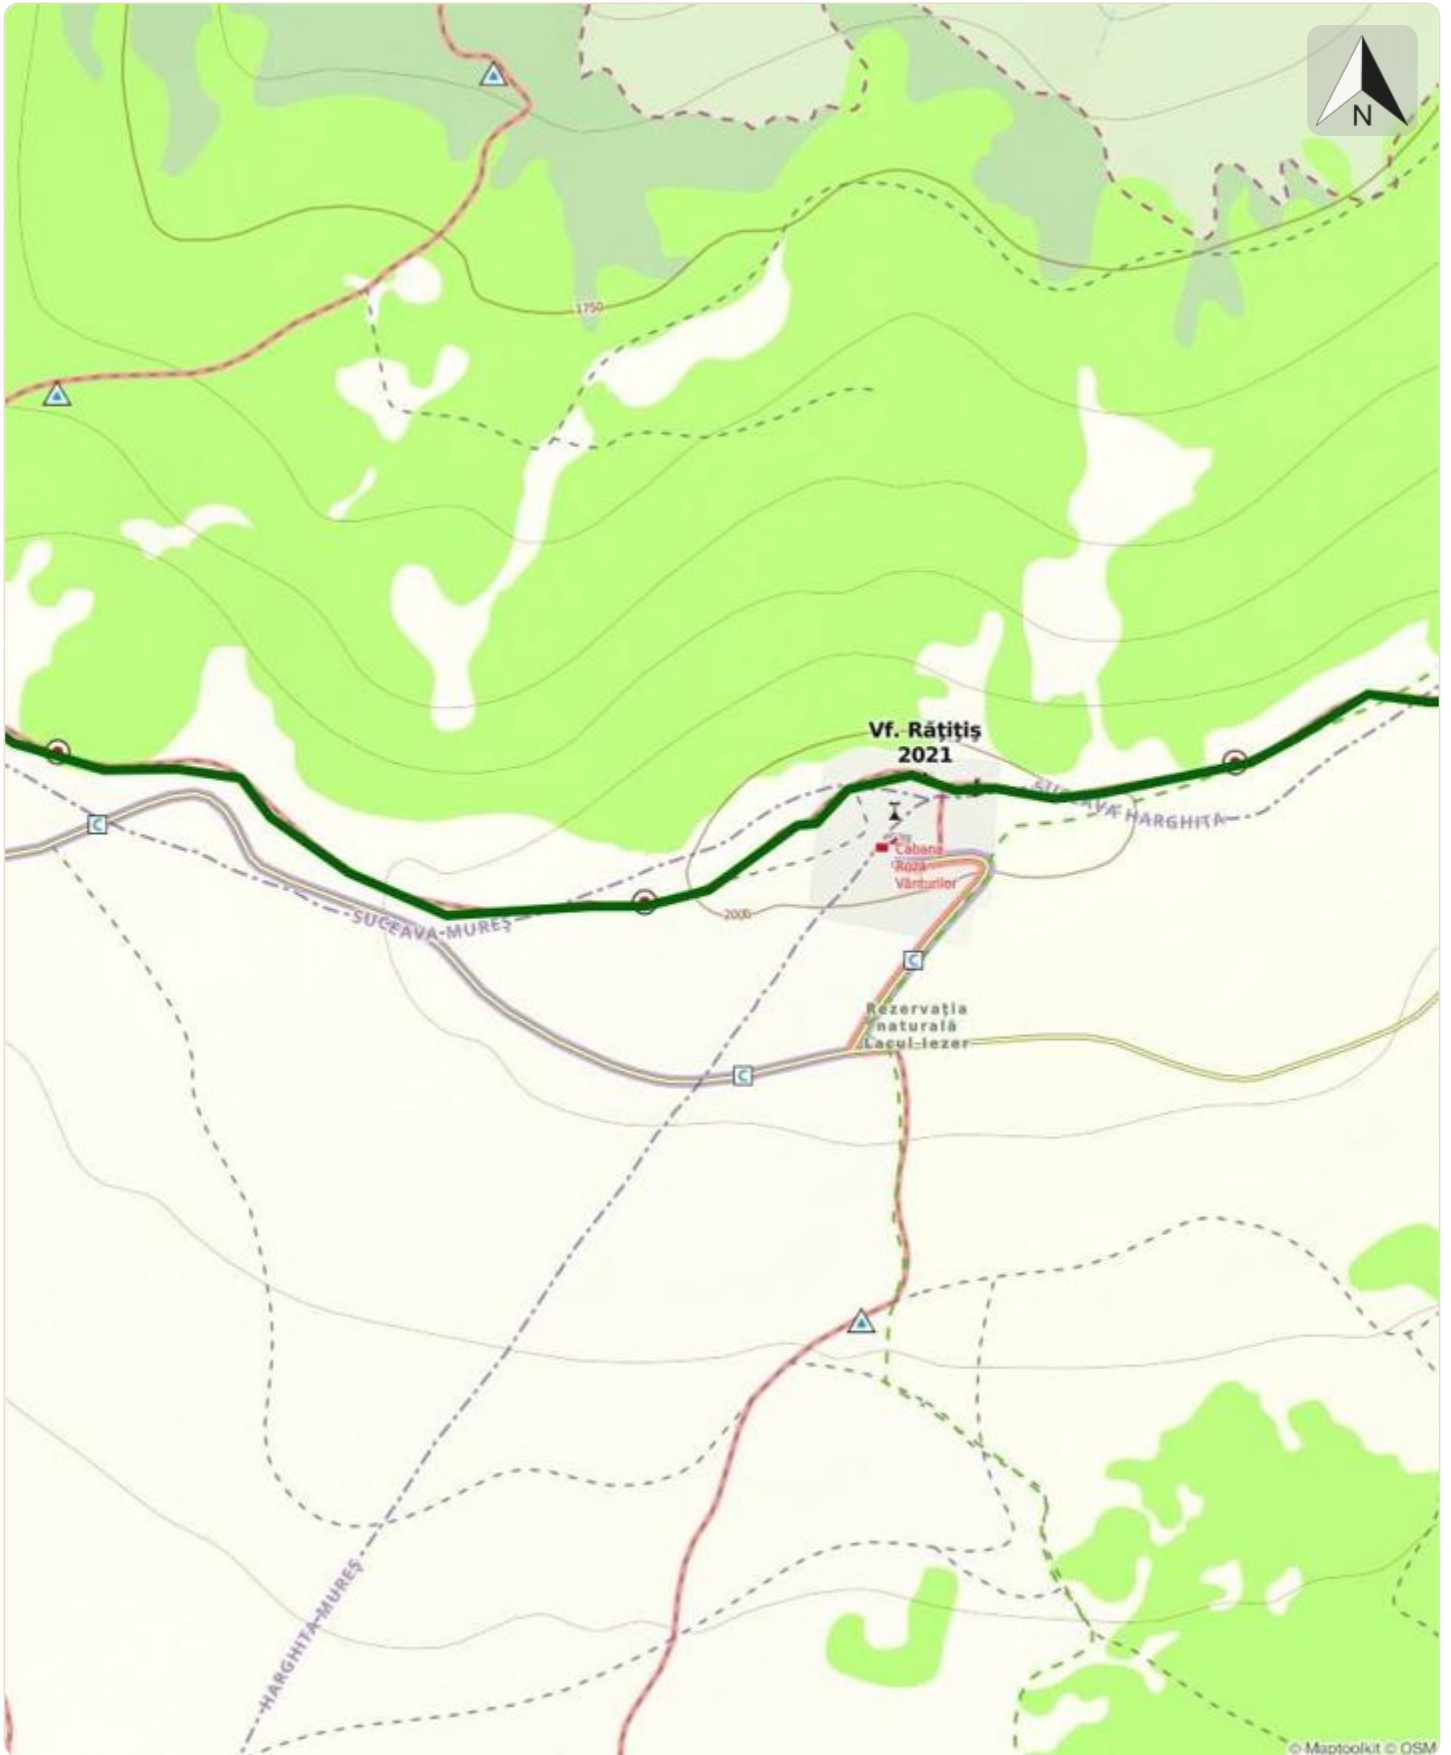 N
1750
Vf. Rățițiș
2021
SUCEAVA-HARGHITA
Cabana
Roza
Vânturilor
C
SUCEAVA-MUREȘ
2000
C
Rezervația
naturală
Lacul Iezer
C
HARGHITA-MUREȘ
© Maptoolkit © OSM